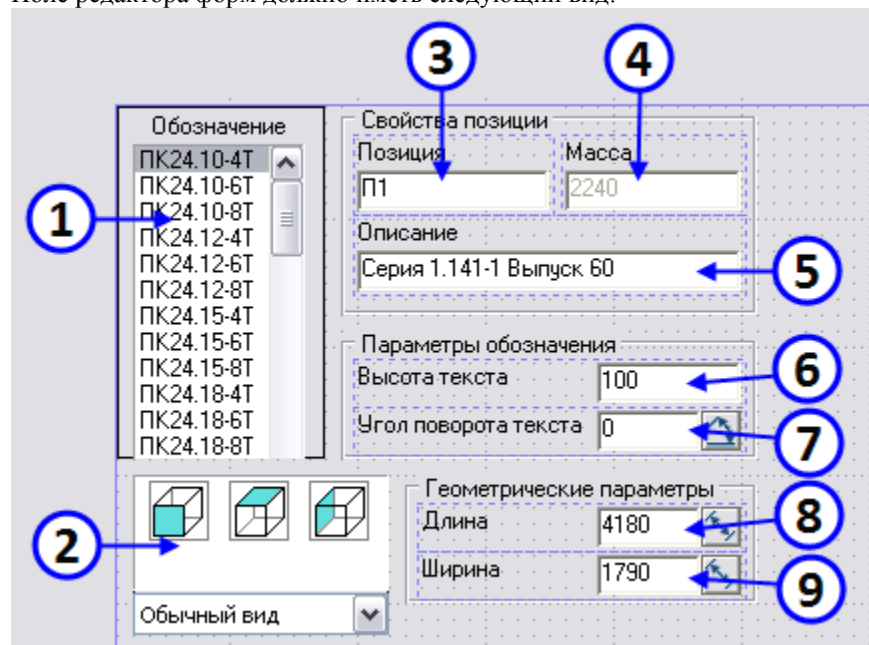 Поле редактора форм должно иметь следующий вид:
3
4
Обозначение
ПК24.10-4Т
ПК24.10-6Т
ПК24.10-8Т
ПК24.12-4Т
ПК24.12-6Т
ПК24.12-8Т
ПК24.15-4Т
ПК24.15-6Т
ПК24.15-8Т
ПК24.18-4Т
ПК24.18-6Т
ПК24.18-8Т
1
Свойства позиции
Позиция
Масса
П1
2240
Описание
Серия 1.141-1 Выпуск 60
5
Параметры обозначения
Высота текста
100
6
Угол поворота текста
0
7
2
Обычный вид
Геометрические параметры
Длина
4180
8
Ширина
1790
9